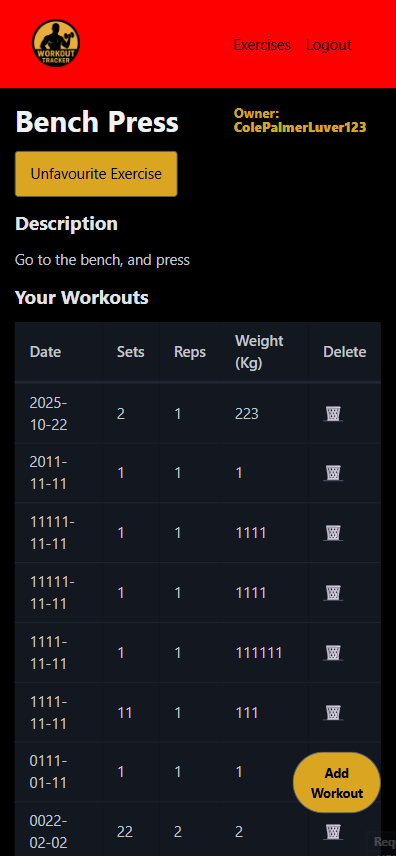 WORKOUT
TRACKER
Exercises Logout
Bench Press
Owner:
ColePalmerLuver123
Unfavourite Exercise
Description
Go to the bench, and press
Your Workouts
Date Sets Reps Weight (Kg) Delete
2025-10-22 2 1 223
2011-11-11 1 1 1
11111-11-11 1 1 1111
11111-11-11 1 1 1111
1111-11-11 1 1 111111
1111-11-11 11 1 111
0111-01-11 1 1 1
Add
Workout
0022-02-02 22 2 2